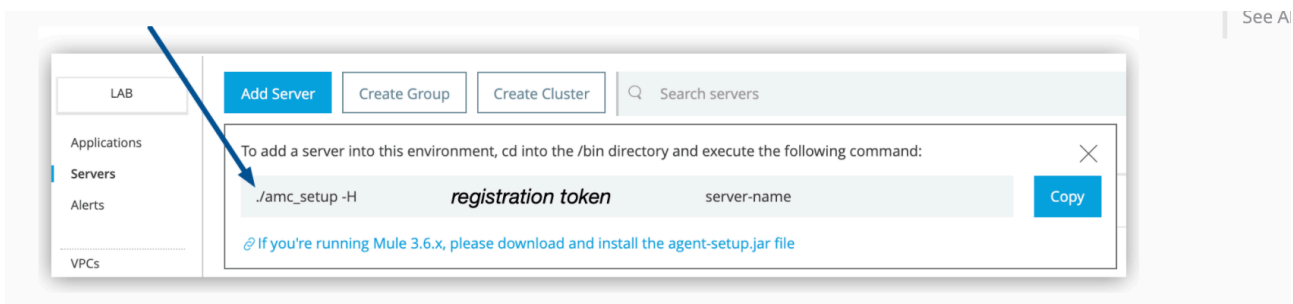 See Al
LAB
Add Server
Create Group
Create Cluster
Search servers
Applications
Servers
Alerts
VPCs
To add a server into this environment, cd into the /bin directory and execute the following command:
./amc_setup -H registration token server-name
Copy
If you're running Mule 3.6.x, please download and install the agent-setup.jar file